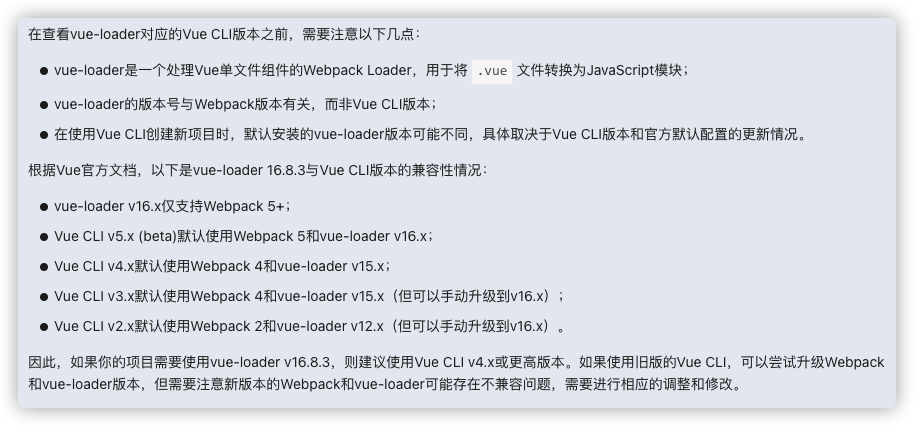 在查看vue-loader对应的Vue CLI版本之前，需要注意以下几点：
● vue-loader是一个处理Vue单文件组件的Webpack Loader，用于将 .vue 文件转换为JavaScript模块；
● vue-loader的版本号与Webpack版本有关，而非Vue CLI版本；
● 在使用Vue CLI创建新项目时，默认安装的vue-loader版本可能不同，具体取决于Vue CLI版本和官方默认配置的更新情况。
根据Vue官方文档，以下是vue-loader 16.8.3与Vue CLI版本的兼容性情况：
● vue-loader v16.x仅支持Webpack 5+；
● Vue CLI v5.x (beta)默认使用Webpack 5和vue-loader v16.x；
● Vue CLI v4.x默认使用Webpack 4和vue-loader v15.x；
● Vue CLI v3.x默认使用Webpack 4和vue-loader v15.x（但可以手动升级到v16.x）；
● Vue CLI v2.x默认使用Webpack 2和vue-loader v12.x（但可以手动升级到v16.x）。
因此，如果你的项目需要使用vue-loader v16.8.3，则建议使用Vue CLI v4.x或更高版本。如果使用旧版的Vue CLI，可以尝试升级Webpack
和vue-loader版本，但需要注意新版本的Webpack和vue-loader可能存在不兼容问题，需要进行相应的调整和修改。